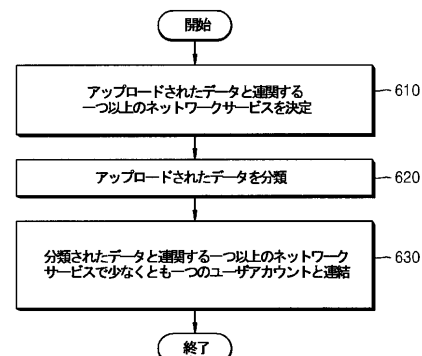 開始
アップロードされたデータと連関する
一つ以上のネットワークサービスを決定
610
アップロードされたデータを分類
620
分類されたデータと連関する一つ以上のネットワーク
サービスで少なくとも一つのユーザアカウントと連結
630
終了